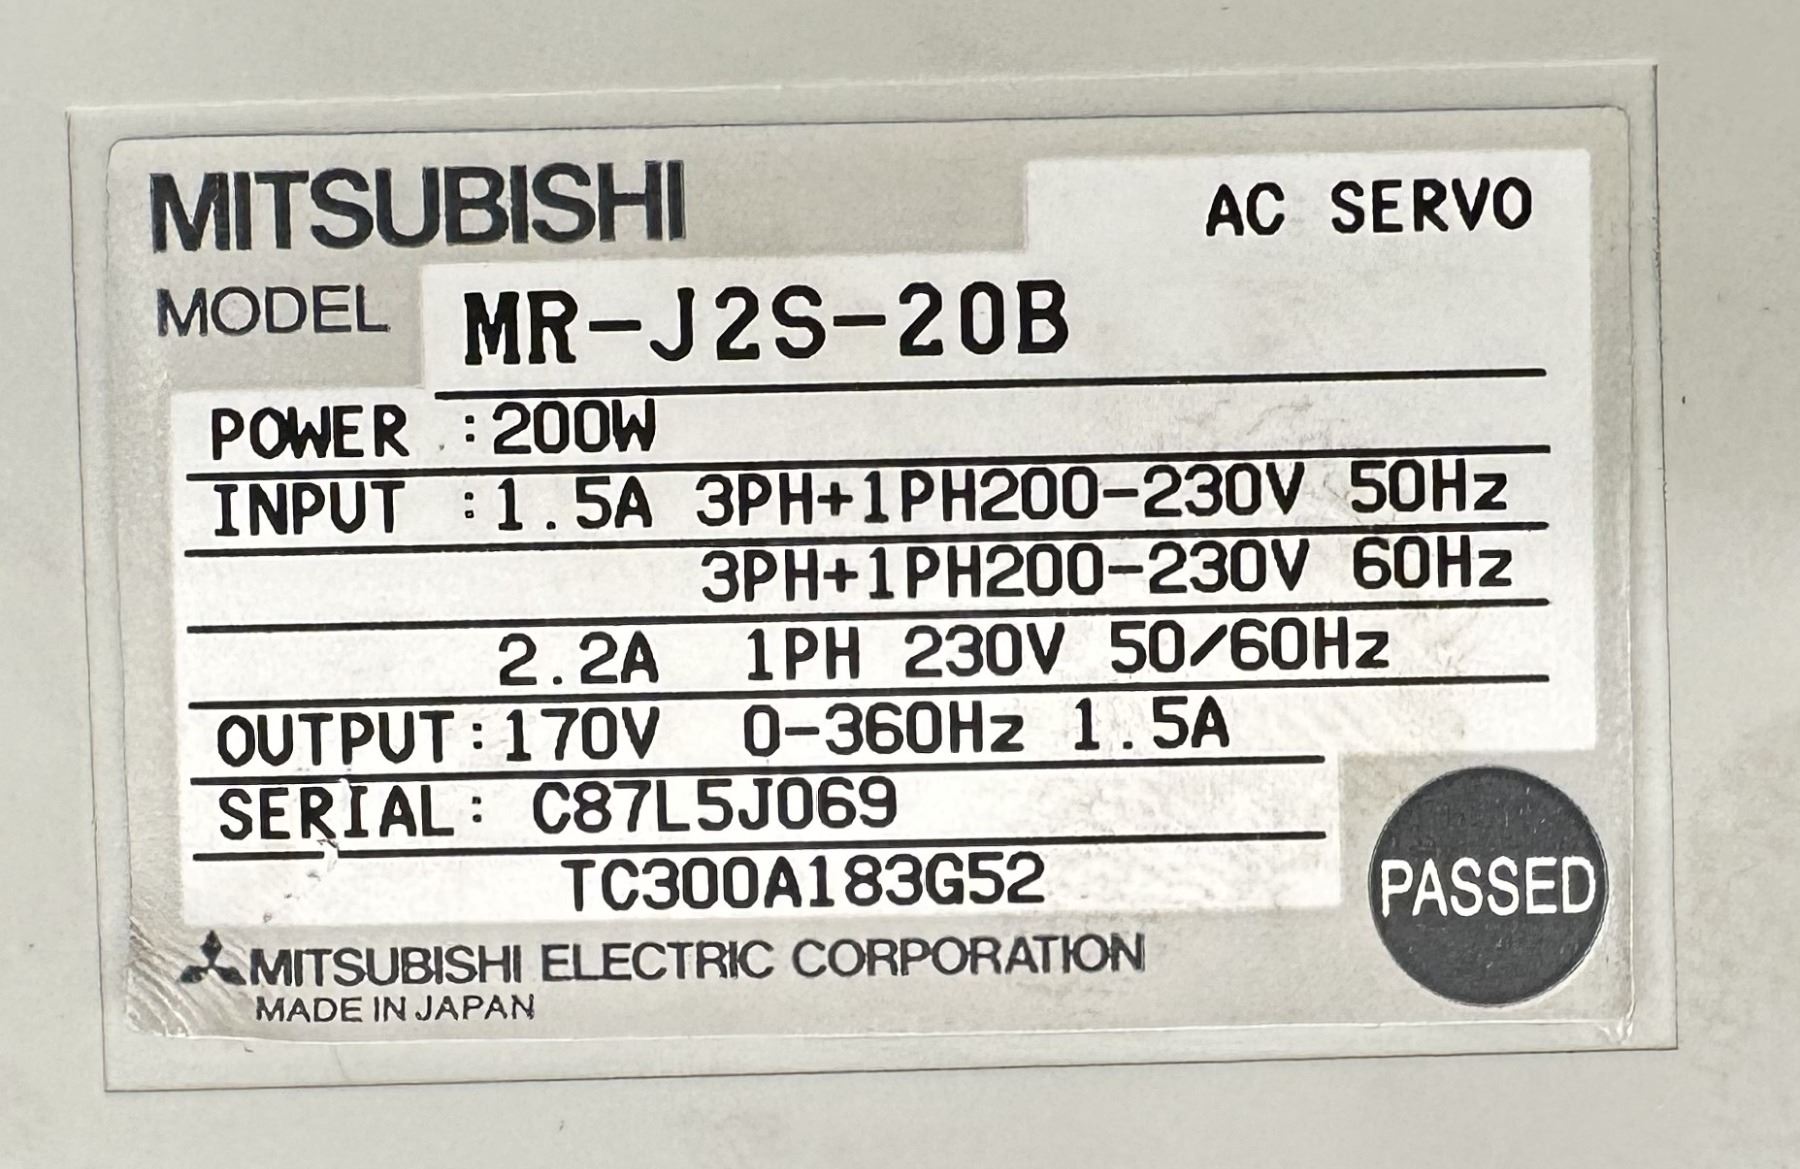 MITSUBISHI
AC SERVO
MODEL MR-J2S-20B
POWER :200W
INPUT :1.5A 3PH+1PH200-230V 50Hz
3PH+1PH200-230V 60Hz
2.2A 1PH 230V 50/60Hz
OUTPUT:170V 0-360Hz 1.5A
SERIAL: C87L5J069
TC300A183G52
PASSED
MITSUBISHI ELECTRIC CORPORATION
MADE IN JAPAN